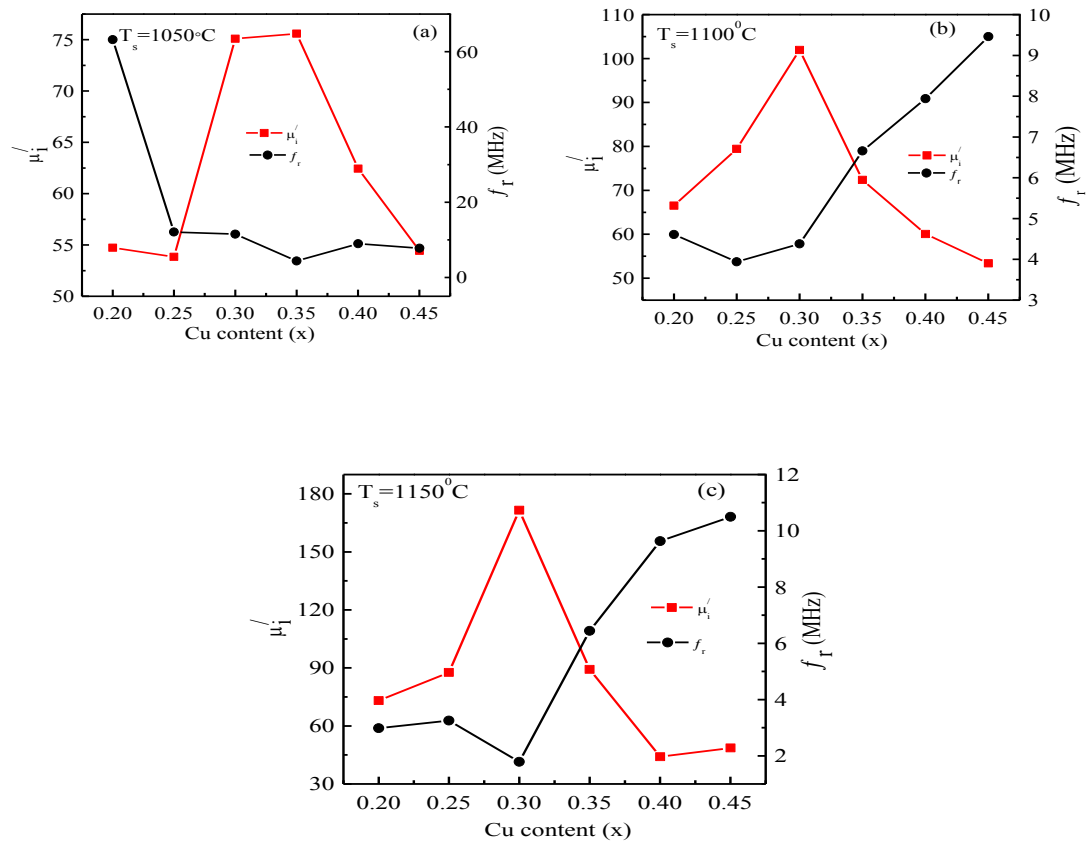 T_s=1050°C
(a)
75
70
65
60
55
50
μ_i^/
60
40
20
0
f_r (MHz)
μ_i^/
f_r
0.20 0.25 0.30 0.35 0.40 0.45
Cu content (x)
T_s=1100^0C
(b)
110
100
90
80
70
60
50
μ_i^/
10
9
8
7
6
5
4
3
f_r (MHz)
μ_i^/
f_r
0.20 0.25 0.30 0.35 0.40 0.45
Cu content (x)
T_s=1150^0C
(c)
180
150
120
90
60
30
μ_i^/
12
10
8
6
4
2
f_r (MHz)
μ_i^/
f_r
0.20 0.25 0.30 0.35 0.40 0.45
Cu content (x)